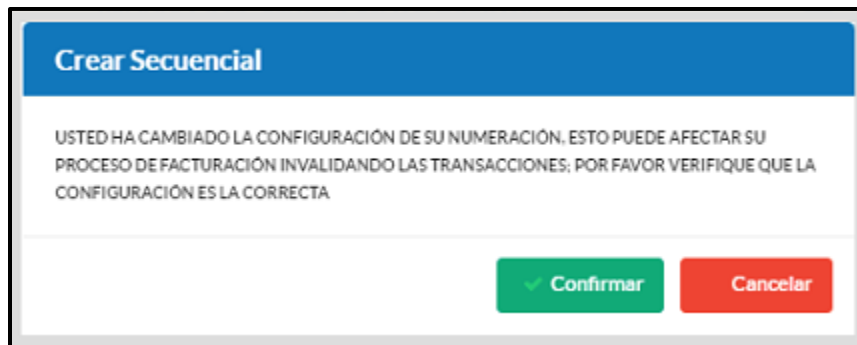 Crear Secuencial
USTED HA CAMBIADO LA CONFIGURACIÓN DE SU NUMERACIÓN. ESTO PUEDE AFECTAR SU
PROCESO DE FACTURACIÓN INVALIDANDO LAS TRANSACCIONES; POR FAVOR VERIFIQUE QUE LA
CONFIGURACIÓN ES LA CORRECTA
Confirmar Cancelar